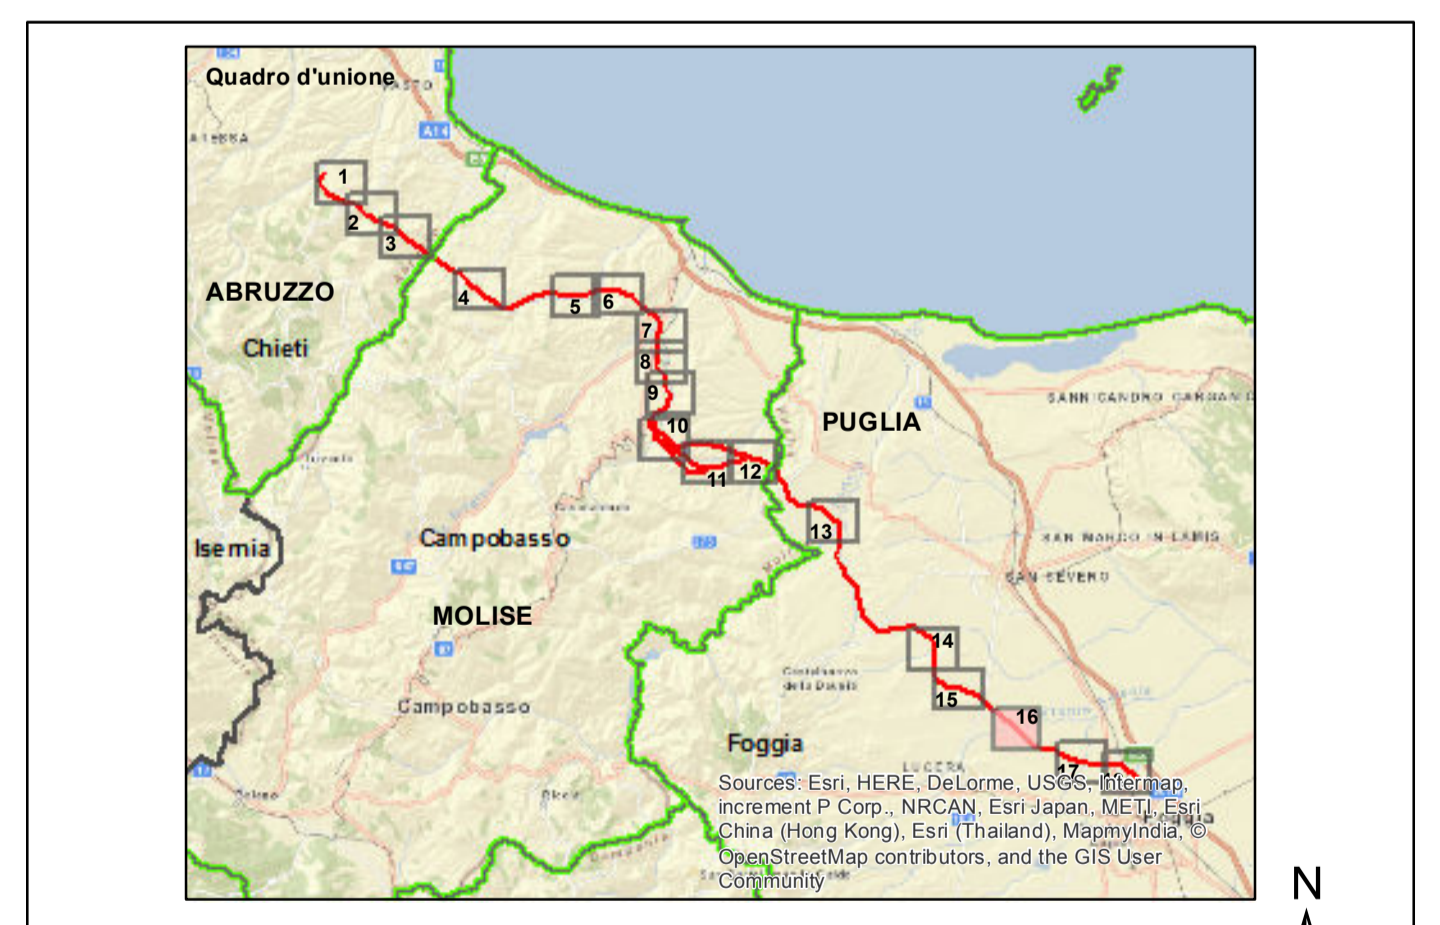 Quadro d'unione
A14
1
2
3
ABRUZZO
Chieti
4
5
6
7
8
9
10
11
12
PUGLIA
SANNICANDRO GARGANICO
13
SAN MARCO IN LAMIS
SAN SEVERO
Isernia
Campobasso
MOLISE
Campobasso
14
15
16
Foggia
LUCERA
17
Sources: Esri, HERE, DeLorme, USGS, Intermap,
increment P Corp., NRCAN, Esri Japan, METI, Esri
China (Hong Kong), Esri (Thailand), MapmyIndia, ©
OpenStreetMap contributors, and the GIS User
Community
Foggia
Campania
N